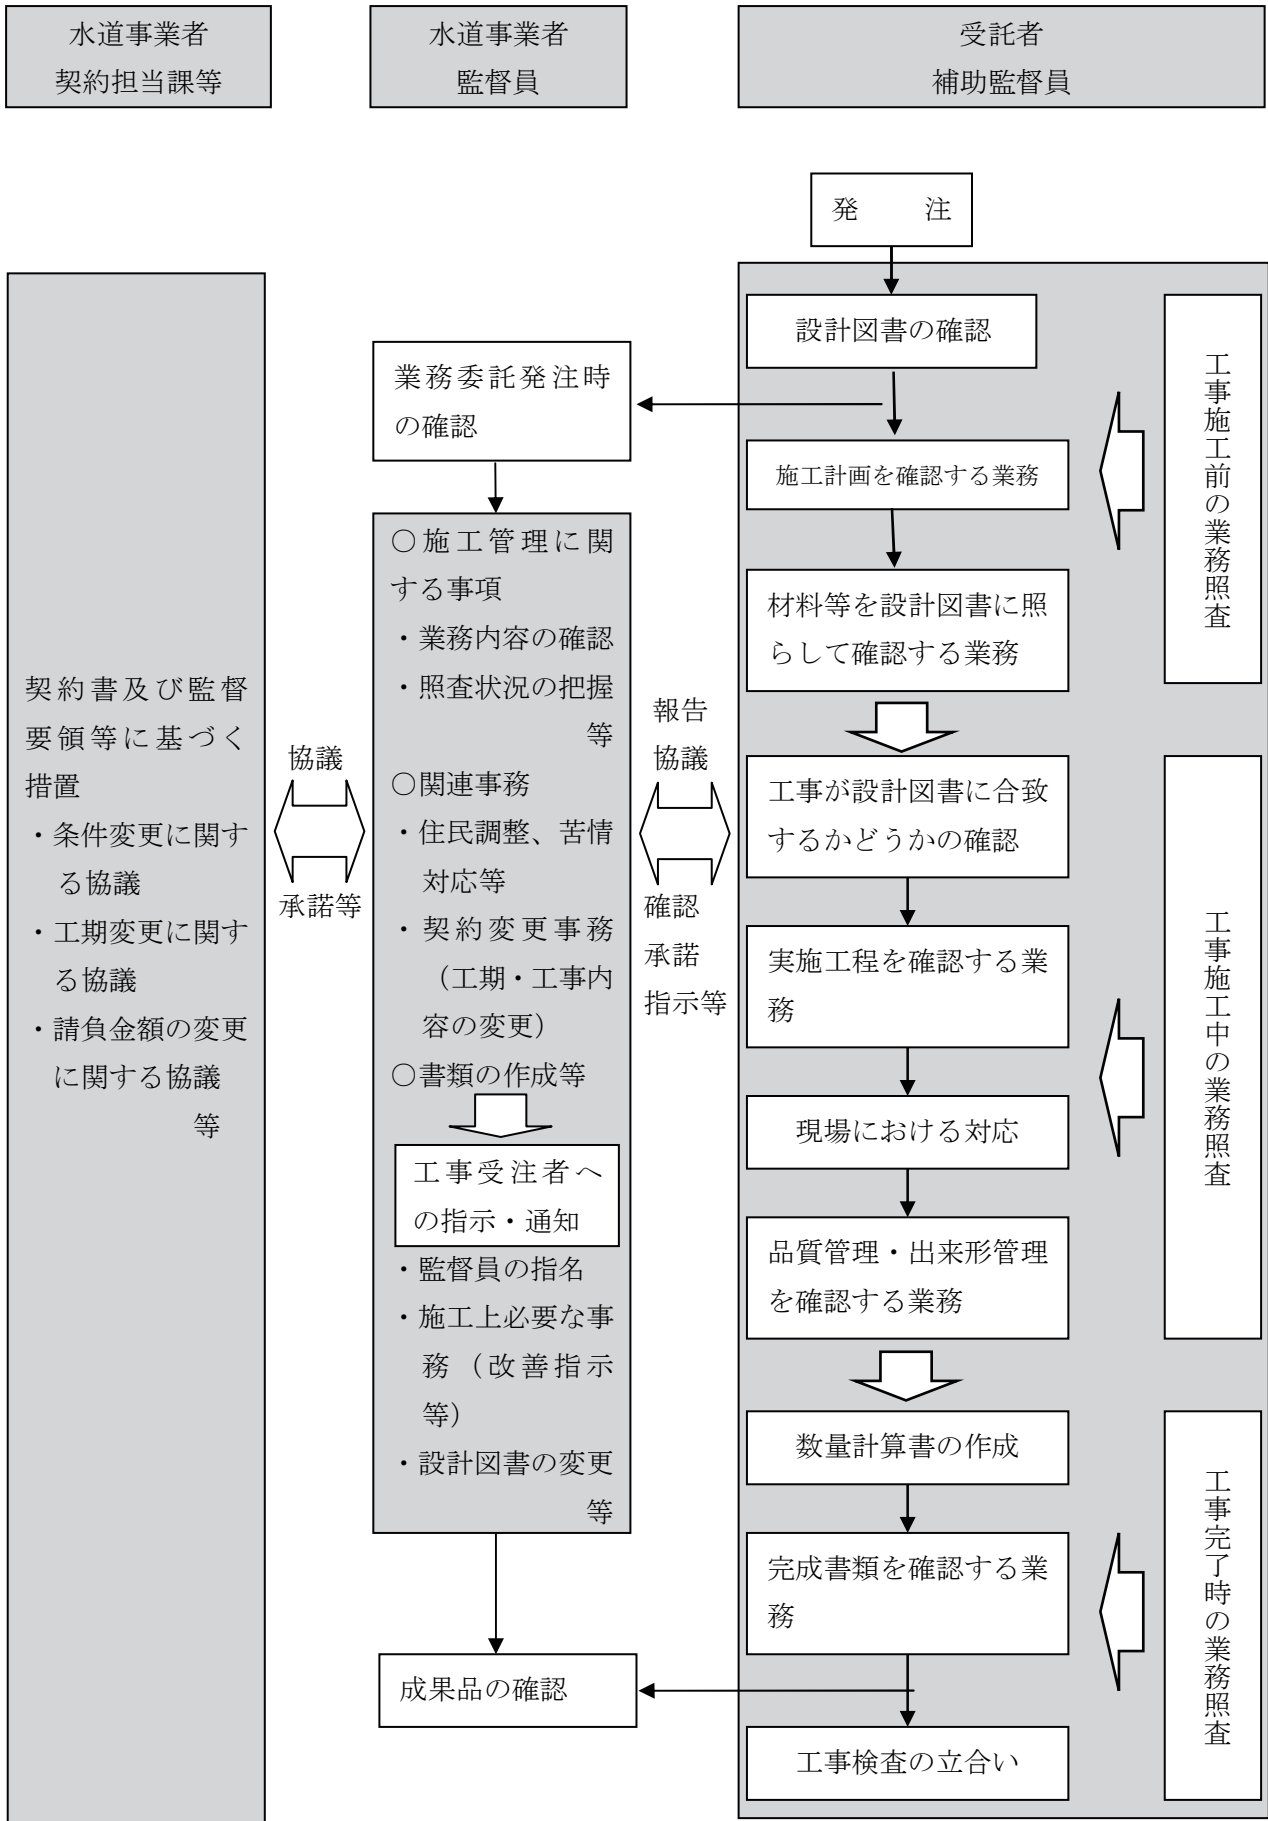 水道事業者
契約担当課等
水道事業者
監督員
受託者
補助監督員
契約書及び監督
要領等に基づく
措置
・条件変更に関す
る協議
・工期変更に関す
る協議
・請負金額の変更
に関する協議
等
協議
承諾等
業務委託発注時
の確認
○施工管理に関
する事項
・業務内容の確認
・照査状況の把握
等
○関連事務
・住民調整、苦情
対応等
・契約変更事務
（工期・工事内
容の変更）
○書類の作成等
工事受注者へ
の指示・通知
・監督員の指名
・施工上必要な事
務（改善指示
等）
・設計図書の変更
等
成果品の確認
報告
協議
確認
承諾
指示等
発　　注
設計図書の確認
施工計画を確認する業務
材料等を設計図書に照
らして確認する業務
工事が設計図書に合致
するかどうかの確認
実施工程を確認する業
務
現場における対応
品質管理・出来形管理
を確認する業務
数量計算書の作成
完成書類を確認する業
務
工事検査の立合い
工事施工前の業務照査
工事施工中の業務照査
工事完了時の業務照査